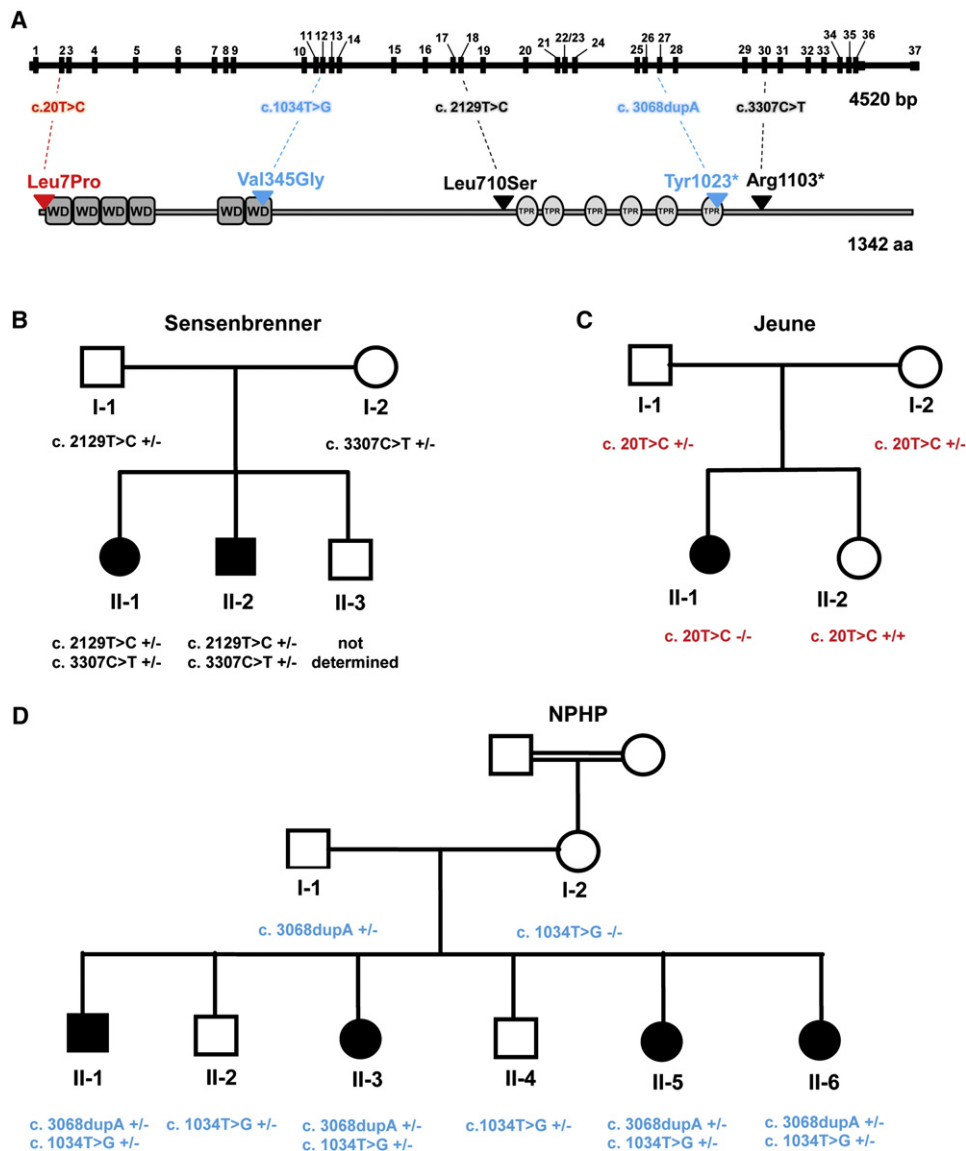 A
1 2 3 4 5 6 7 8 9 10 11 12 13 14 15 16 17 18 19 20 21 22/23 24 25 26 27 28 29 30 31 32 33 34 35 36 37
c.20T>C c.1034T>G c. 2129T>C c. 3068dupA c.3307C>T 4520 bp
Leu7Pro Val345Gly Leu710Ser Tyr1023* Arg1103*
WD WD WD WD WD WD TPR TPR TPR TPR TPR TPR
1342 aa
B
Sensenbrenner
I-1 I-2
c. 2129T>C +/- c. 3307C>T +/-
II-1 II-2 II-3
c. 2129T>C +/- c. 2129T>C +/- not
c. 3307C>T +/- c. 3307C>T +/- determined
C
Jeune
I-1 I-2
c. 20T>C +/- c. 20T>C +/-
II-1 II-2
c. 20T>C -/- c. 20T>C +/+
D
NPHP
I-1 I-2
c. 3068dupA +/- c. 1034T>G -/-
II-1 II-2 II-3 II-4 II-5 II-6
c. 3068dupA +/- c. 1034T>G +/- c. 3068dupA +/- c.1034T>G +/- c. 3068dupA +/- c. 3068dupA +/-
c. 1034T>G +/- c. 1034T>G +/- c. 1034T>G +/- c. 1034T>G +/-